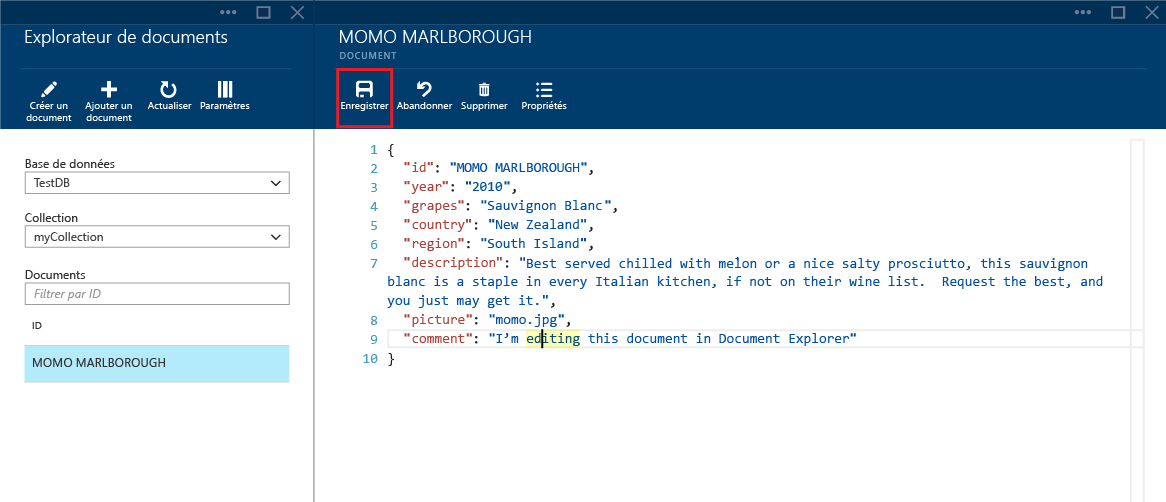 Explorateur de documents
Créer un
document
Ajouter un
document
Actualiser
Paramètres
Base de données
TestDB
Collection
myCollection
Documents
Filtrer par ID
ID
MOMO MARLBOROUGH
MOMO MARLBOROUGH
DOCUMENT
Enregistrer
Abandonner
Supprimer
Propriétés
1 {
2 "id": "MOMO MARLBOROUGH",
3 "year": "2010",
4 "grapes": "Sauvignon Blanc",
5 "country": "New Zealand",
6 "region": "South Island",
7 "description": "Best served chilled with melon or a nice salty prosciutto, this sauvignon
blanc is a staple in every Italian kitchen, if not on their wine list.  Request the best, and
you just may get it.",
8 "picture": "momo.jpg",
9 "comment": "I’m editing this document in Document Explorer"
10 }